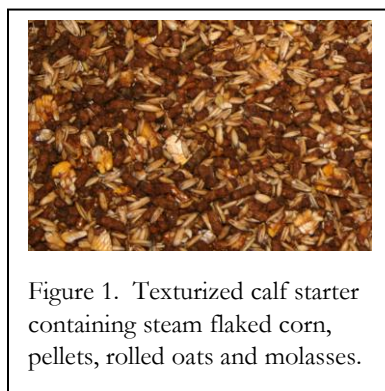 Figure 1.  Texturized calf starter
containing steam flaked corn,
pellets, rolled oats and molasses.